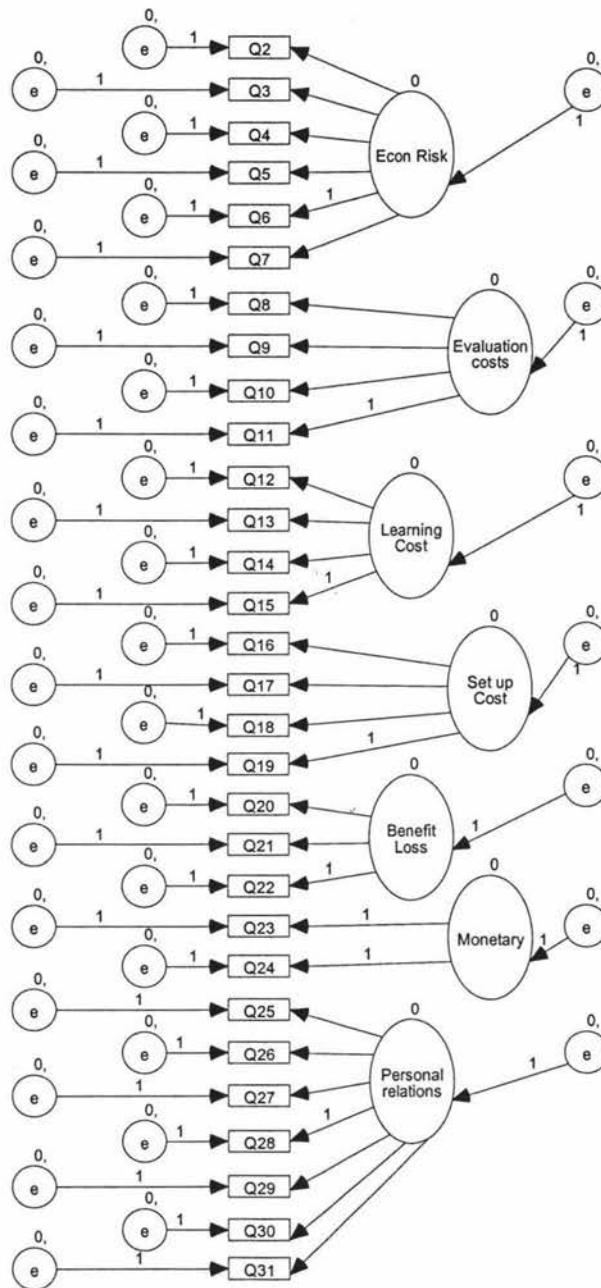 0,
e 1 Q2
0, 0,
e 1 Q3 0 e
0, 1
e 1 Q4
Econ Risk
0,
e 1 Q5
0,
e 1 Q6 1
0,
e 1 Q7
0, 0 0,
e 1 Q8 e
0, 1
e 1 Q9 Evaluation
costs
0,
e 1 Q10
0, 1
e 1 Q11
0, 0 0,
e 1 Q12 e
0, 1
e 1 Q13 Learning
Cost
0,
e 1 Q14
0, 1
e 1 Q15
0, 0 0,
e 1 Q16 e
0, 1
e 1 Q17 Set up
Cost
0,
e 1 Q18
0, 1
e 1 Q19
0, 0 0,
e 1 Q20 e
0, 1
e 1 Q21 Benefit
Loss
0, 1
e 1 Q22
0, 0 0,
e 1 Q23 1 e
0, 1
e 1 Q24 1 Monetary
0,
e 1 Q25 0
0, 0,
e 1 Q26 e
0, 1
e 1 Q27 Personal
relations
0, 1
e 1 Q28
0,
e 1 Q29
0,
e 1 Q30
0,
e 1 Q31